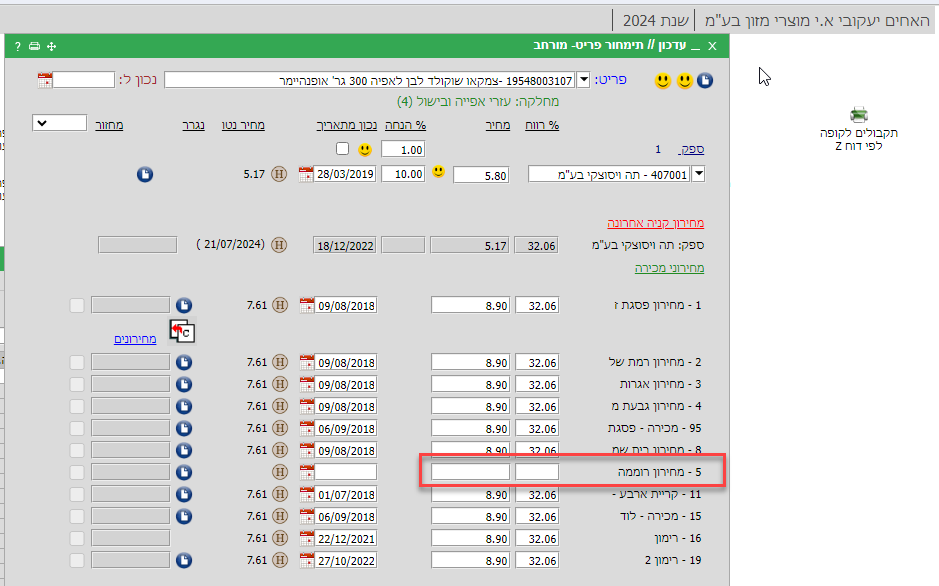 האחים יעקובי א.י מוצרי מזון בע"מ | שנת 2024 |
X _ עדכון // תימחור פריט- מורחב ?
פריט: 19548003107 -צמקאו שוקולד לבן לאפיה 300 גר' אופנהיימר נכון ל:
מחלקה: עזרי אפייה ובישול (4)
% רווח מחיר % הנחה נכון מתאריך מחיר נטו נגרר מחזור
ספק 1 1.00
407001 - תה ויסוצקי בע"מ 5.80 10.00 28/03/2019 H 5.17
מחירון קניה אחרונה
ספק: תה ויסוצקי בע"מ 32.06 5.17 18/12/2022 H (21/07/2024 )
מחירוני מכירה
1 - מחירון פסגת ז 32.06 8.90 09/08/2018 H 7.61
C מחירונים
2 - מחירון רמת של 32.06 8.90 09/08/2018 H 7.61
3 - מחירון אגרות 32.06 8.90 09/08/2018 H 7.61
4 - מחירון גבעת מ 32.06 8.90 09/08/2018 H 7.61
95 - מכירה - פסגת 32.06 8.90 06/09/2018 H 7.61
8 - מחירון בית שמ 32.06 8.90 09/08/2018 H 7.61
5 - מחירון רוממה H
11 - קריית ארבע - 32.06 8.90 01/07/2018 H 7.61
15 - מכירה - לוד 32.06 8.90 06/09/2018 H 7.61
16 - רימון 32.06 8.90 22/12/2021 H 7.61
19 - רימון 2 32.06 8.90 27/10/2022 H 7.61
תקבולים לקופה
לפי דוח Z